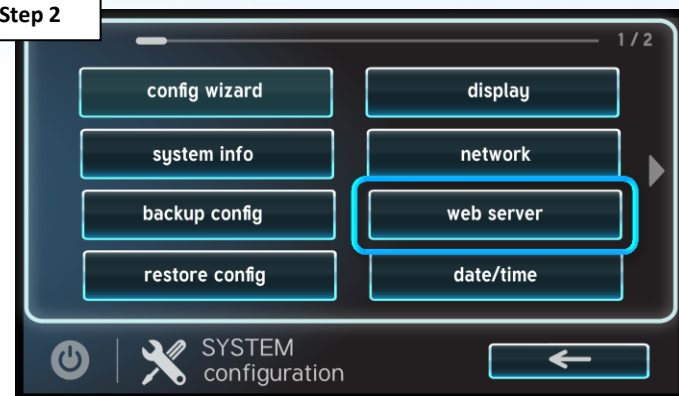 Step 2
1 / 2
config wizard
display
system info
network
backup config
web server
restore config
date/time
SYSTEM
configuration